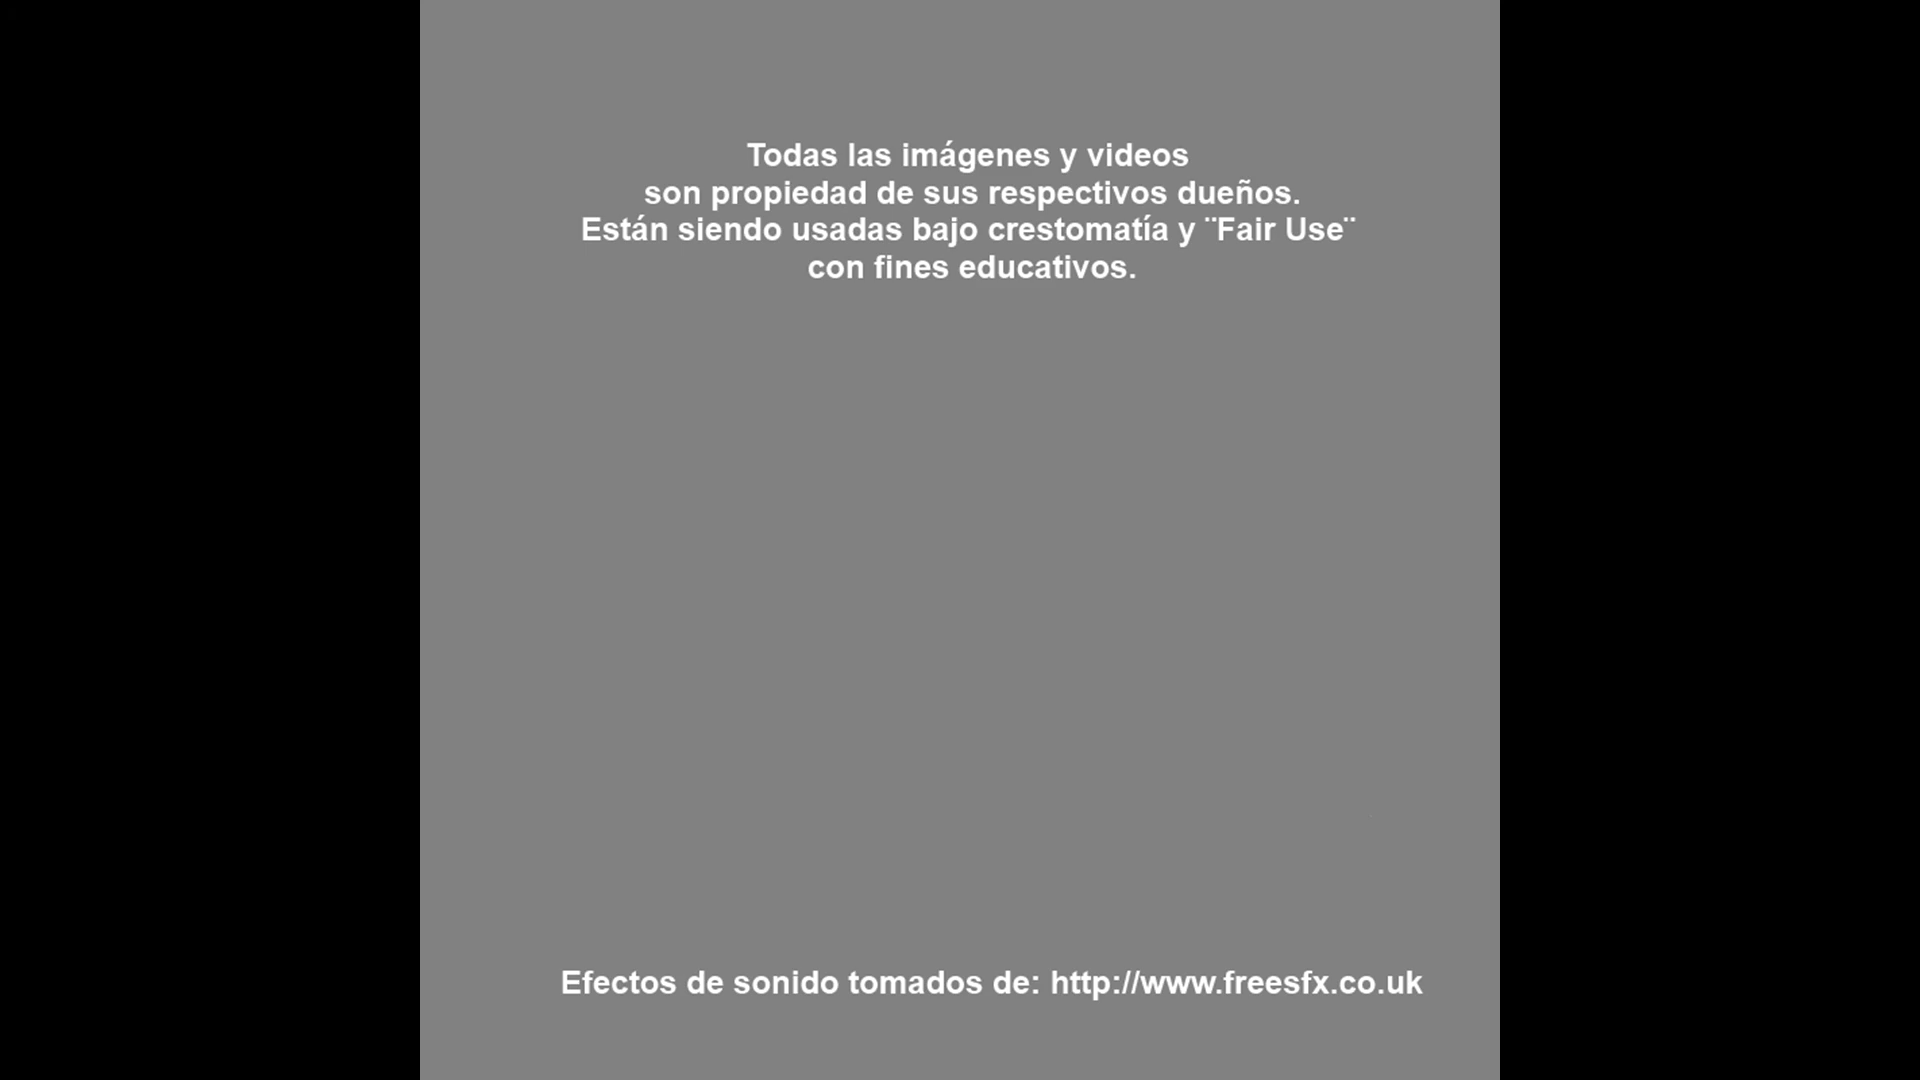 Todas las imágenes y videos
son propiedad de sus respectivos dueños.
Están siendo usadas bajo crestomatía y ¨Fair Use¨
con fines educativos.
Efectos de sonido tomados de: http://www.freesfx.co.uk